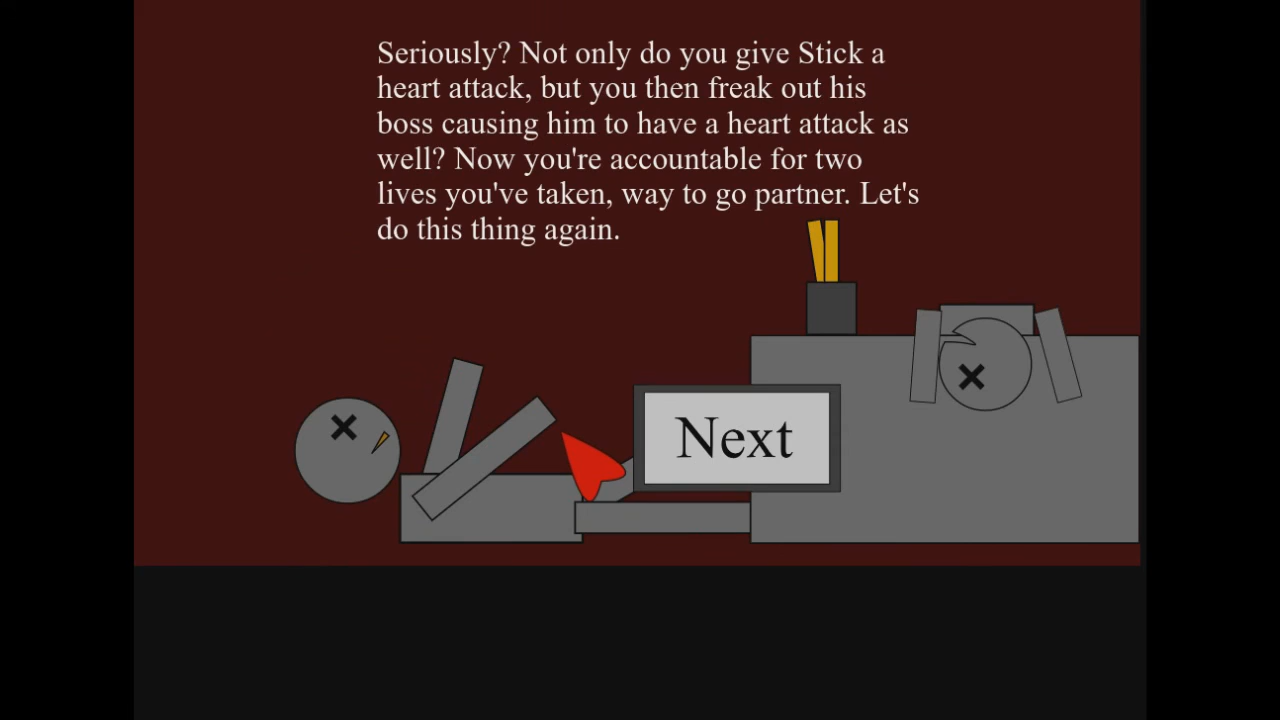 Seriously? Not only do you give Stick a
heart attack, but you then freak out his
boss causing him to have a heart attack as
well? Now you're accountable for two
lives you've taken, way to go partner. Let's
do this thing again.
Next